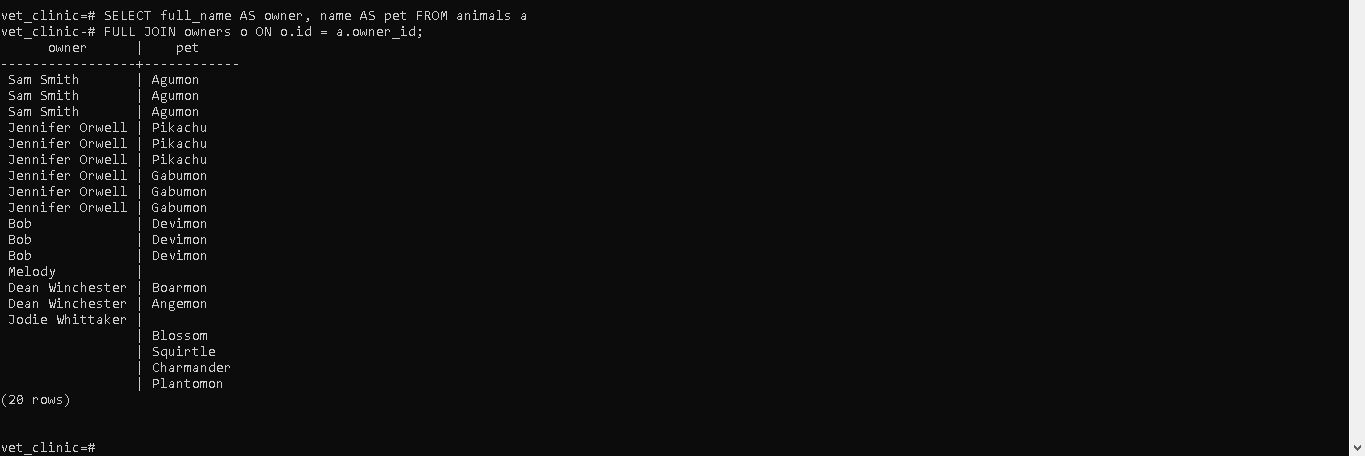 vet_clinic=# SELECT full_name AS owner, name AS pet FROM animals a
vet_clinic-# FULL JOIN owners o ON o.id = a.owner_id;
      owner      |    pet
-----------------+------------
 Sam Smith       | Agumon
 Sam Smith       | Agumon
 Sam Smith       | Agumon
 Jennifer Orwell | Pikachu
 Jennifer Orwell | Pikachu
 Jennifer Orwell | Pikachu
 Jennifer Orwell | Gabumon
 Jennifer Orwell | Gabumon
 Jennifer Orwell | Gabumon
 Bob             | Devimon
 Bob             | Devimon
 Bob             | Devimon
 Melody          |
 Dean Winchester | Boarmon
 Dean Winchester | Angemon
 Jodie Whittaker |
                 | Blossom
                 | Squirtle
                 | Charmander
                 | Plantomon
(20 rows)
vet_clinic=#